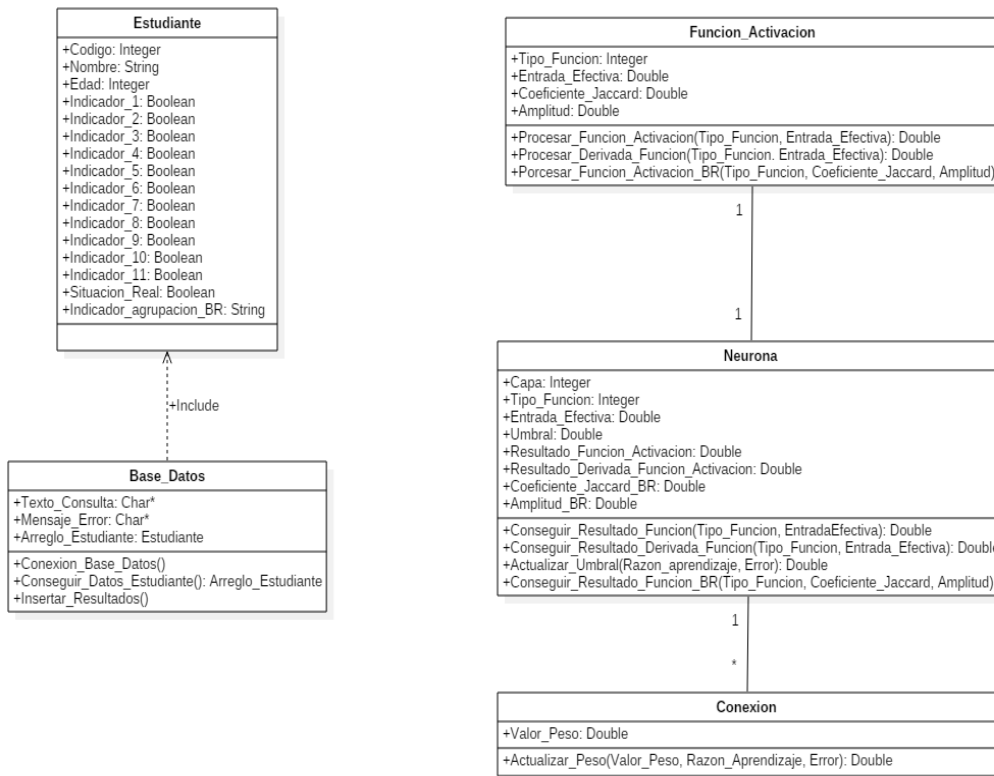 Estudiante
+Codigo: Integer
+Nombre: String
+Edad: Integer
+Indicador_1: Boolean
+Indicador_2: Boolean
+Indicador_3: Boolean
+Indicador_4: Boolean
+Indicador_5: Boolean
+Indicador_6: Boolean
+Indicador_7: Boolean
+Indicador_8: Boolean
+Indicador_9: Boolean
+Indicador_10: Boolean
+Indicador_11: Boolean
+Situacion_Real: Boolean
+Indicador_agrupacion_BR: String
+Include
Base_Datos
+Texto_Consulta: Char*
+Mensaje_Error: Char*
+Arreglo_Estudiante: Estudiante
+Conexion_Base_Datos()
+Conseguir_Datos_Estudiante(): Arreglo_Estudiante
+Insertar_Resultados()
Funcion_Activacion
+Tipo_Funcion: Integer
+Entrada_Efectiva: Double
+Coeficiente_Jaccard: Double
+Amplitud: Double
+Procesar_Funcion_Activacion(Tipo_Funcion, Entrada_Efectiva): Double
+Procesar_Derivada_Funcion(Tipo_Funcion. Entrada_Efectiva): Double
+Porcesar_Funcion_Activacion_BR(Tipo_Funcion, Coeficiente_Jaccard, Amplitud)
1
1
Neurona
+Capa: Integer
+Tipo_Funcion: Integer
+Entrada_Efectiva: Double
+Umbral: Double
+Resultado_Funcion_Activacion: Double
+Resultado_Derivada_Funcion_Activacion: Double
+Coeficiente_Jaccard_BR: Double
+Amplitud_BR: Double
+Conseguir_Resultado_Funcion(Tipo_Funcion, EntradaEfectiva): Double
+Conseguir_Resultado_Derivada_Funcion(Tipo_Funcion, Entrada_Efectiva): Double
+Actualizar_Umbral(Razon_aprendizaje, Error): Double
+Conseguir_Resultado_Funcion_BR(Tipo_Funcion, Coeficiente_Jaccard, Amplitud)
1
*
Conexion
+Valor_Peso: Double
+Actualizar_Peso(Valor_Peso, Razon_Aprendizaje, Error): Double